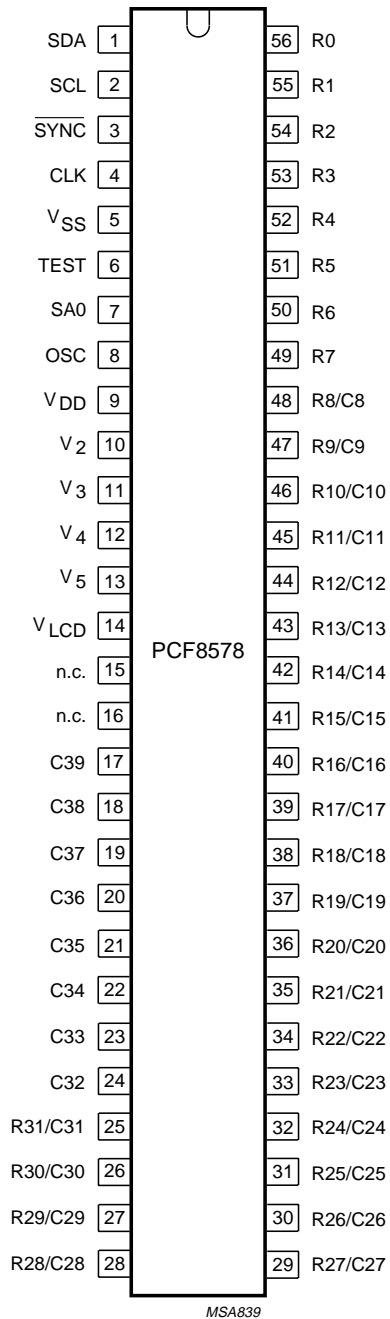 SDA 1 56 R0
SCL 2 55 R1
SYNC 3 54 R2
CLK 4 53 R3
VSS 5 52 R4
TEST 6 51 R5
SA0 7 50 R6
OSC 8 49 R7
VDD 9 48 R8/C8
V2 10 47 R9/C9
V3 11 46 R10/C10
V4 12 45 R11/C11
V5 13 44 R12/C12
VLCD 14 43 R13/C13
PCF8578
n.c. 15 42 R14/C14
n.c. 16 41 R15/C15
C39 17 40 R16/C16
C38 18 39 R17/C17
C37 19 38 R18/C18
C36 20 37 R19/C19
C35 21 36 R20/C20
C34 22 35 R21/C21
C33 23 34 R22/C22
C32 24 33 R23/C23
R31/C31 25 32 R24/C24
R30/C30 26 31 R25/C25
R29/C29 27 30 R26/C26
R28/C28 28 29 R27/C27
MSA839